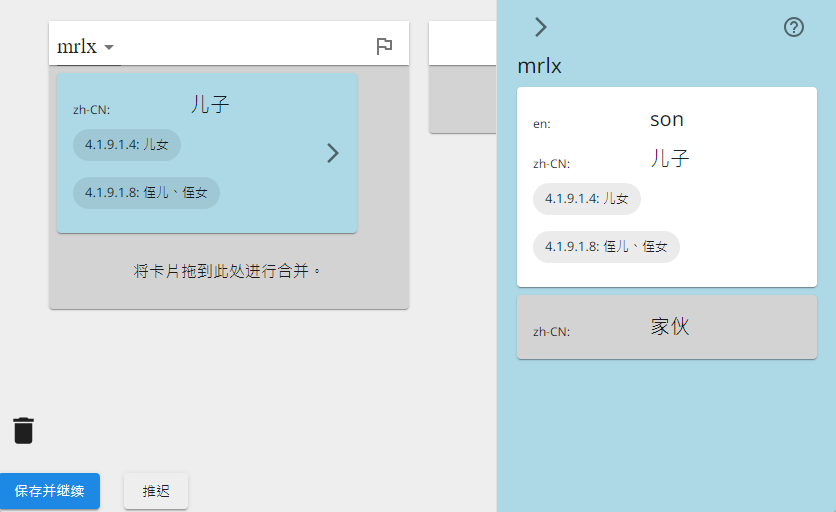 mrlx
zh-CN: 儿子
4.1.9.1.4: 儿女
4.1.9.1.8: 侄儿、侄女
将卡片拖到此处进行合并。
保存并继续
推迟
mrlx
en: son
zh-CN: 儿子
4.1.9.1.4: 儿女
4.1.9.1.8: 侄儿、侄女
zh-CN: 家伙